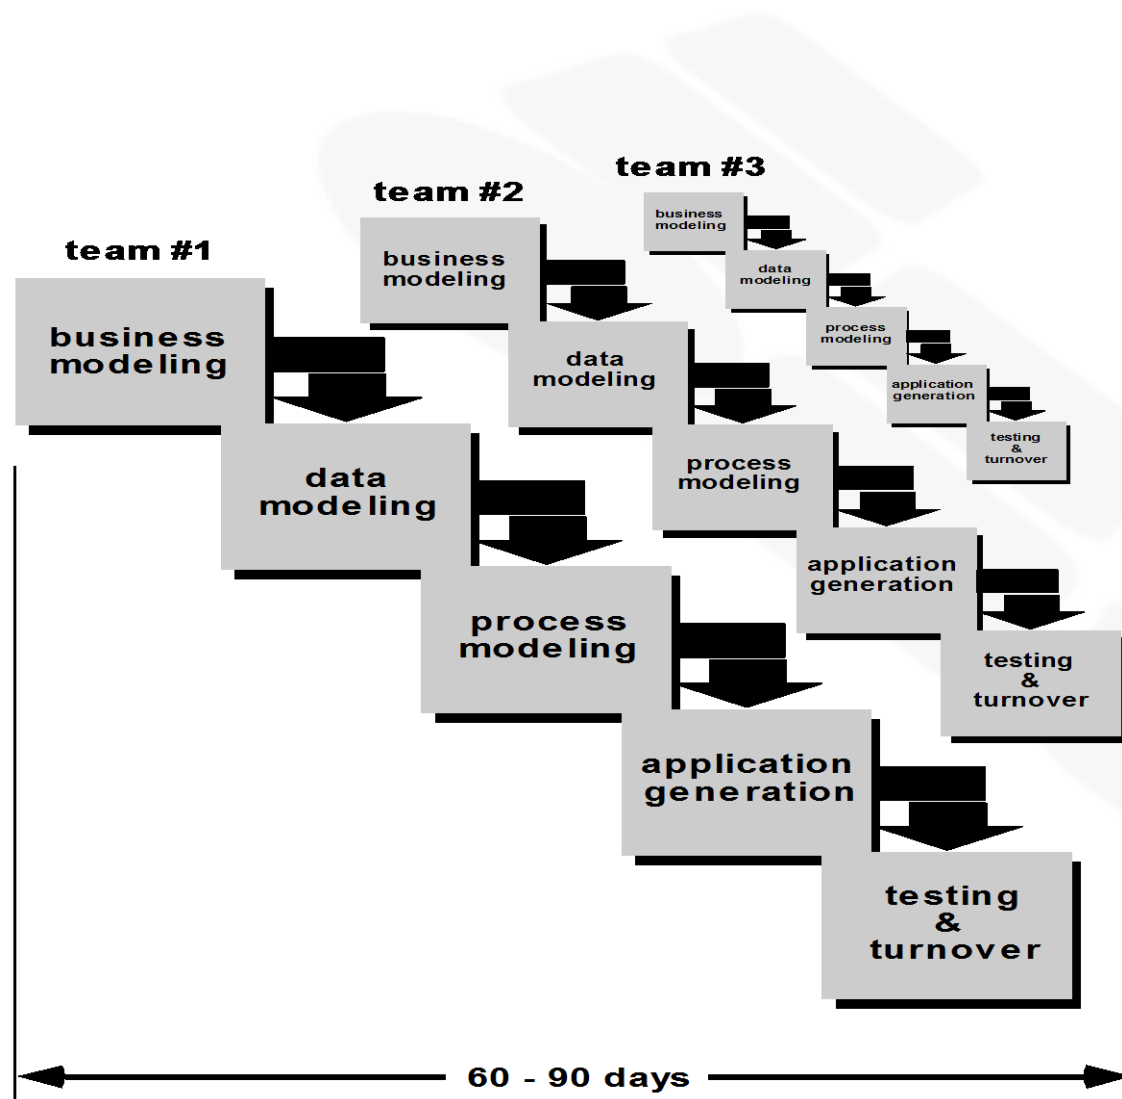 team #1
business
modeling
data
modeling
process
modeling
application
generation
testing
&
turnover
team #2
business
modeling
data
modeling
process
modeling
application
generation
testing
&
turnover
team #3
business
modeling
data
modeling
process
modeling
application
generation
testing
&
turnover
60 - 90 days